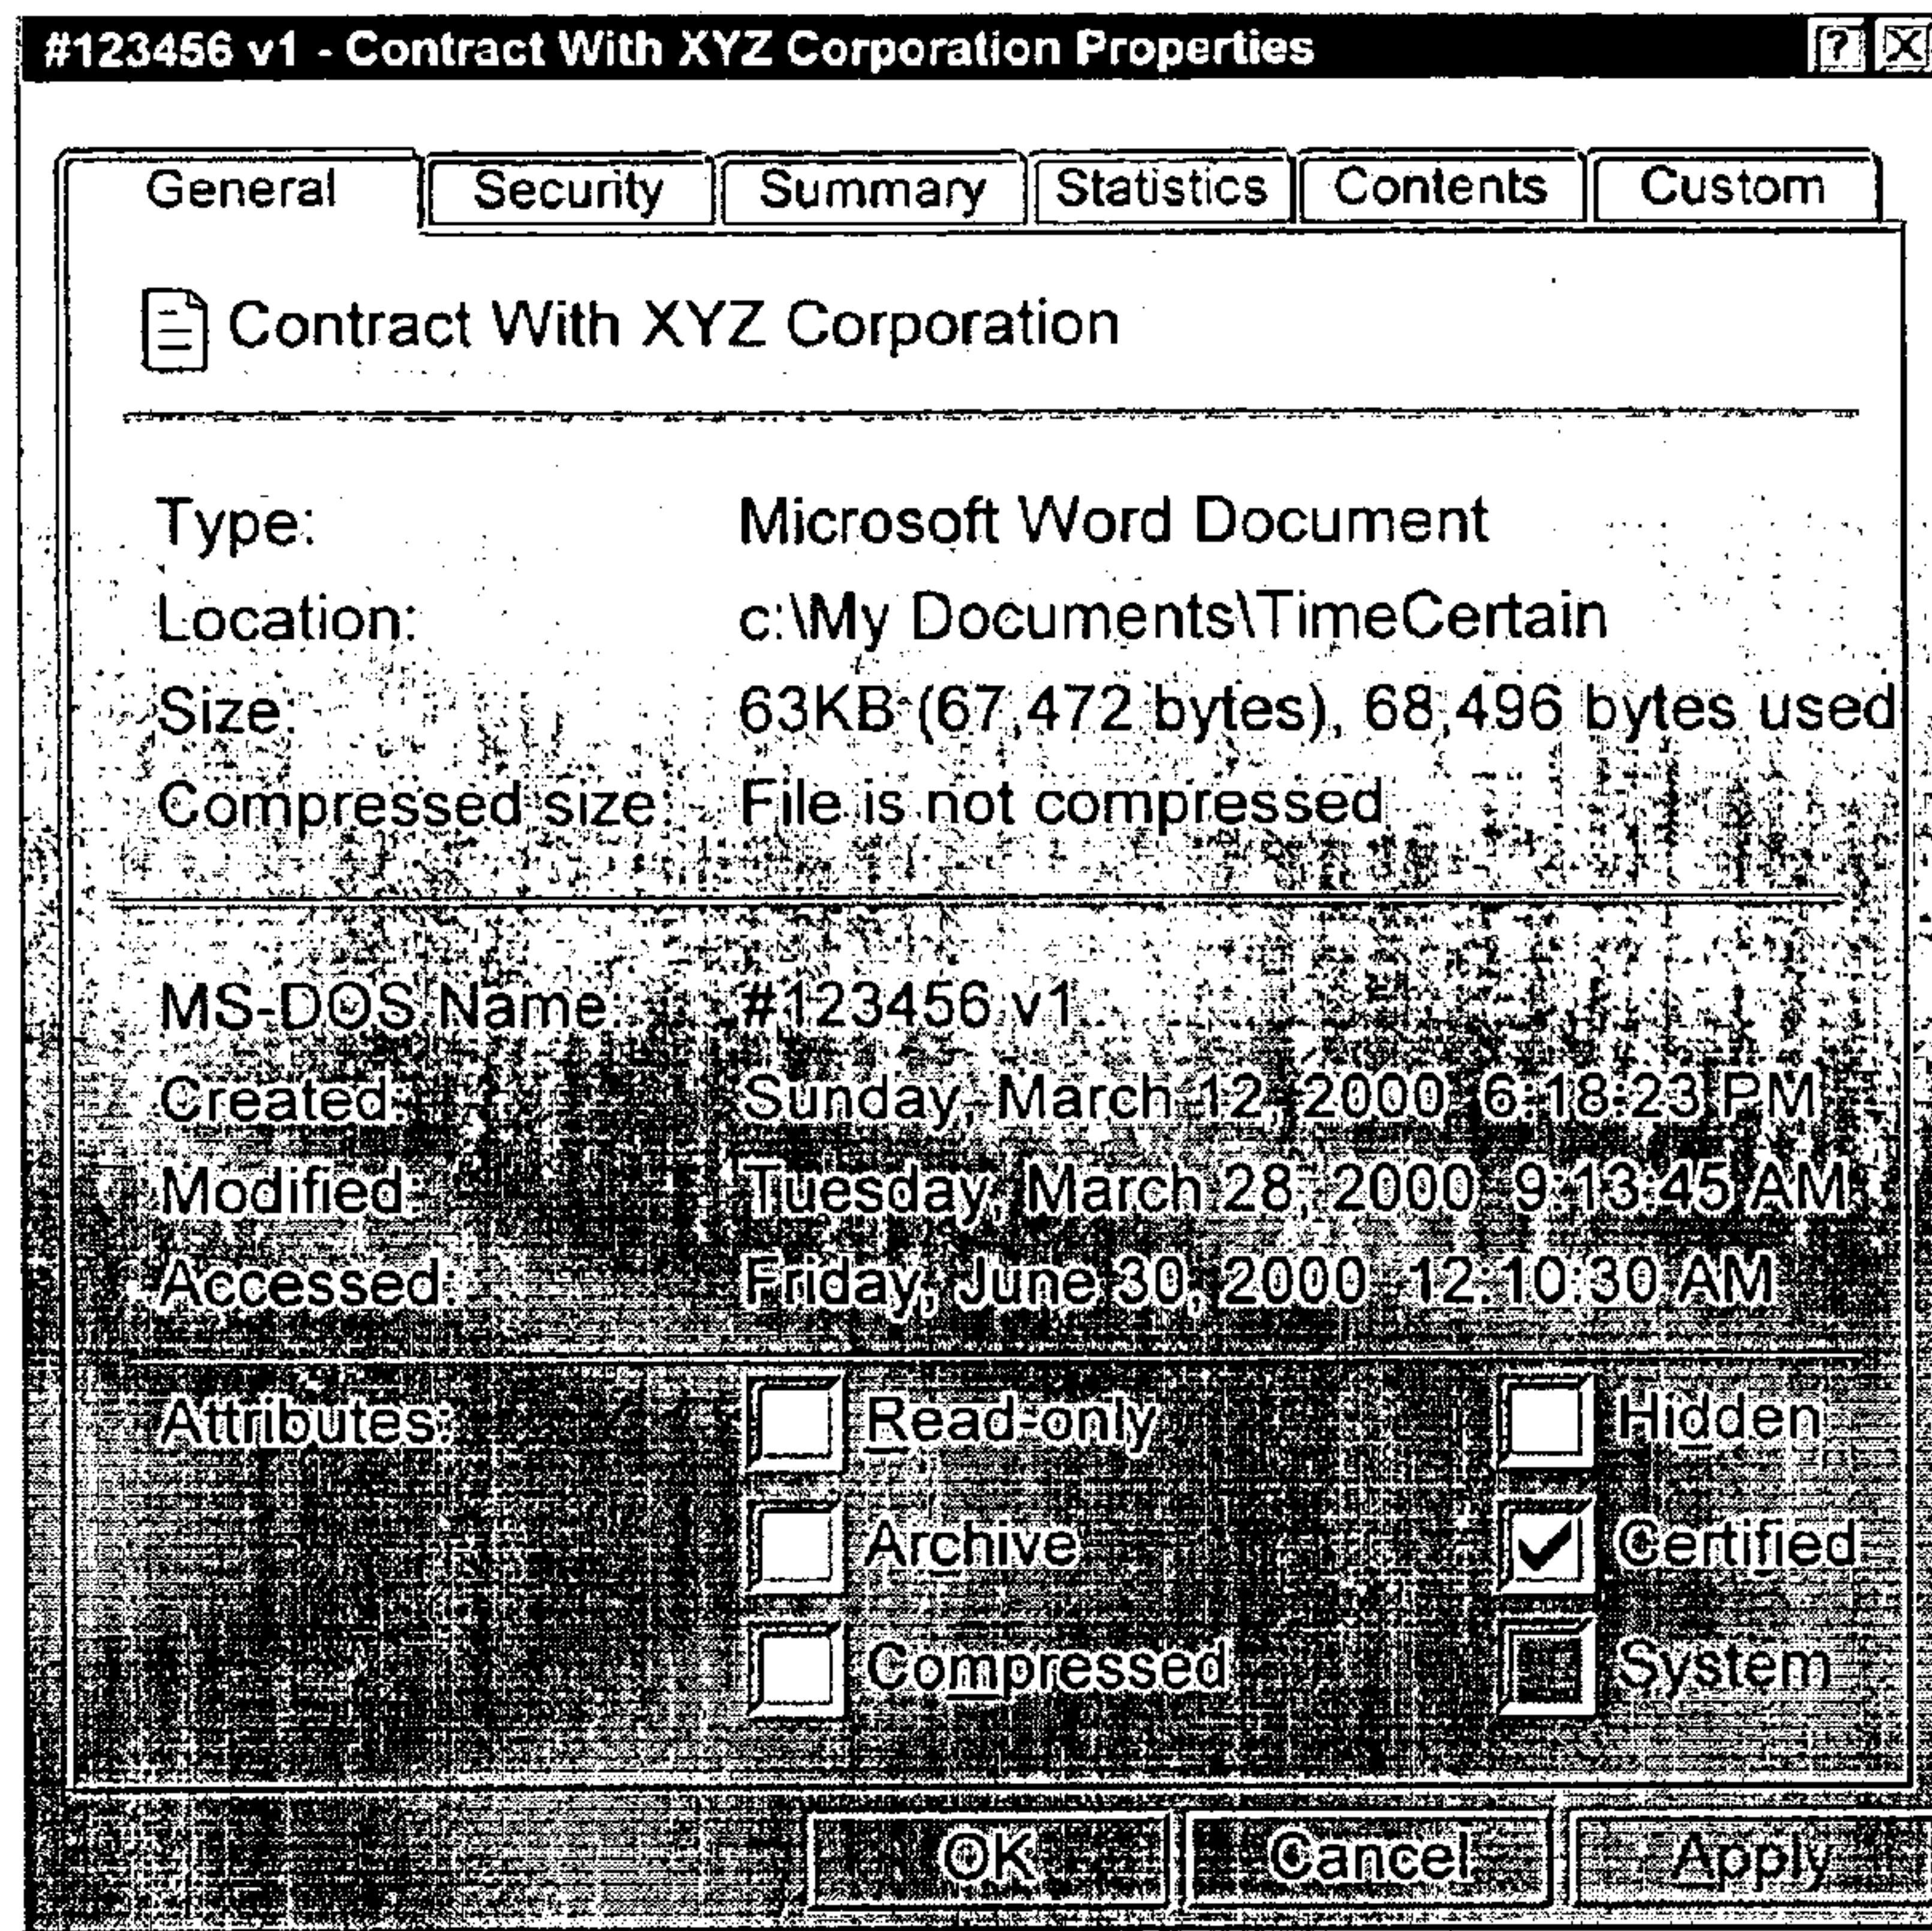 #123456 v1 - Contract With XYZ Corporation Properties
General Security Summary Statistics Contents Custom
Contract With XYZ Corporation
Type: Microsoft Word Document
Location: c:\My Documents\TimeCertain
Size: 63KB (67,472 bytes), 68,496 bytes used
Compressed size: File is not compressed
MS-DOS Name: #123456 v1
Created: Sunday, March 12, 2000 6:18:23 PM
Modified: Tuesday, March 28, 2000 9:13:45 AM
Accessed: Friday, June 30, 2000 12:10:30 AM
Attributes: Read-only Hidden
Archive Certified
Compressed System
OK Cancel Apply